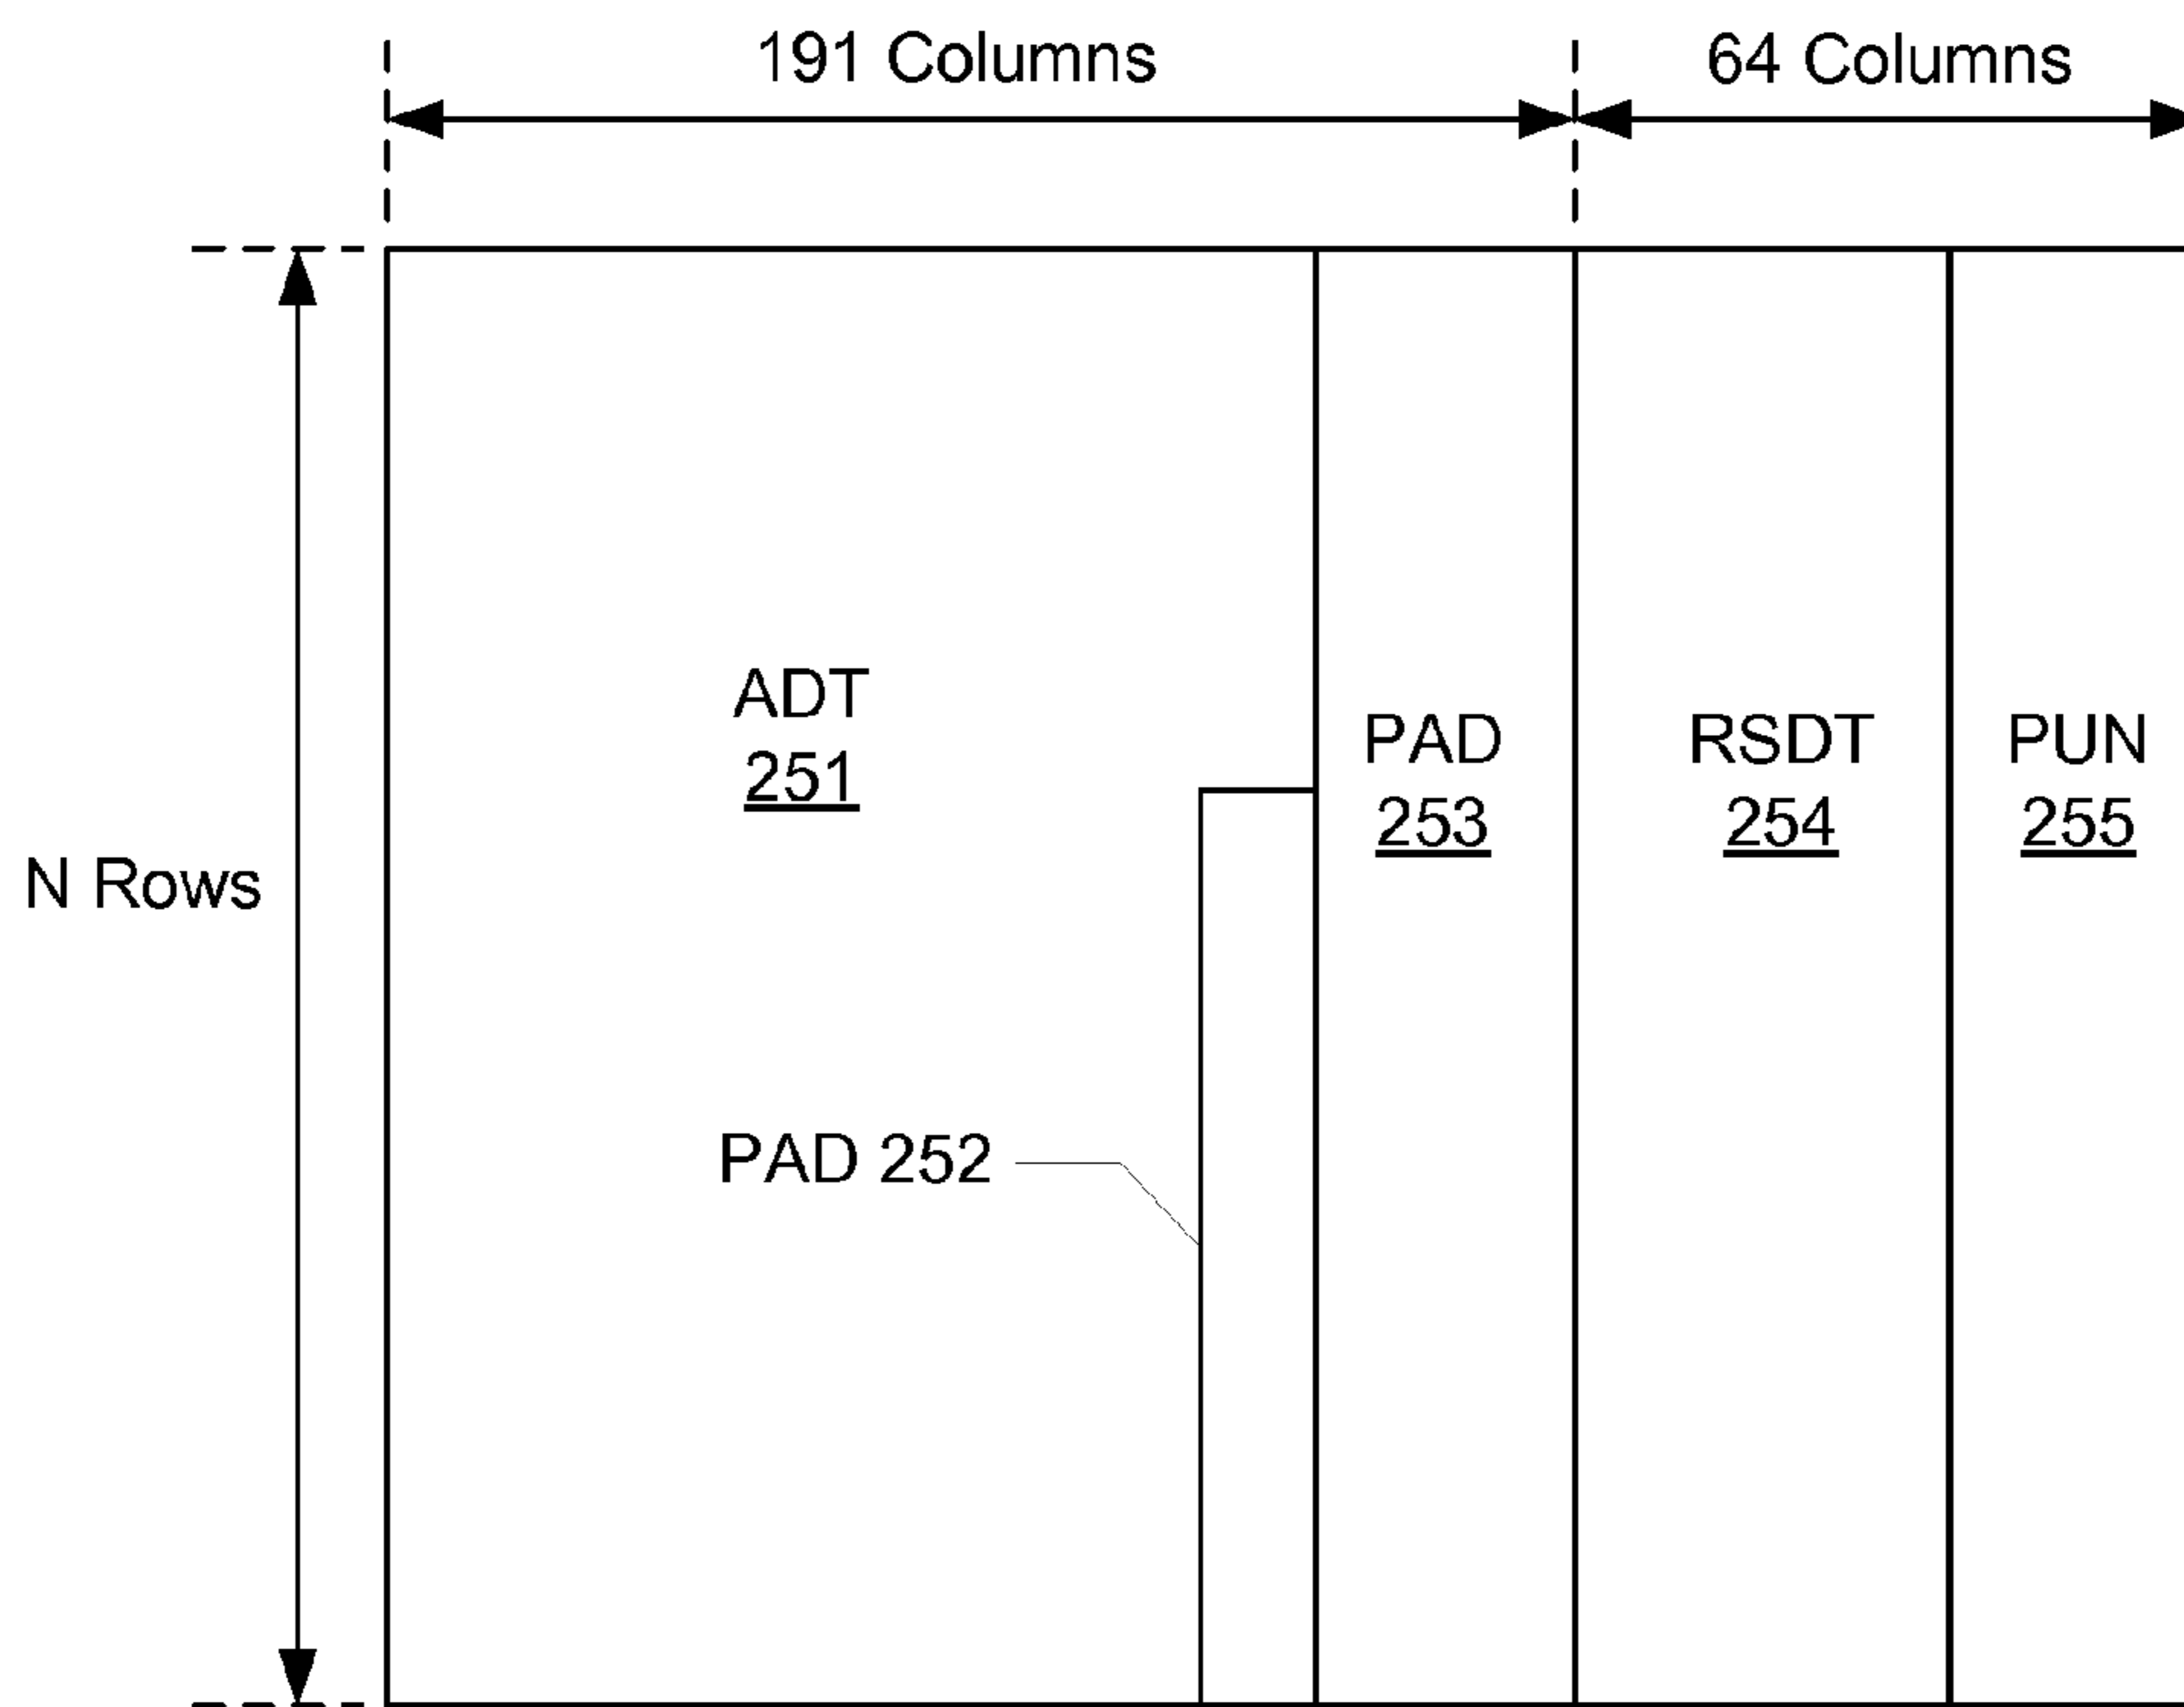 191 Columns
64 Columns
N Rows
ADT
251
PAD
253
RSDT
254
PUN
255
PAD 252